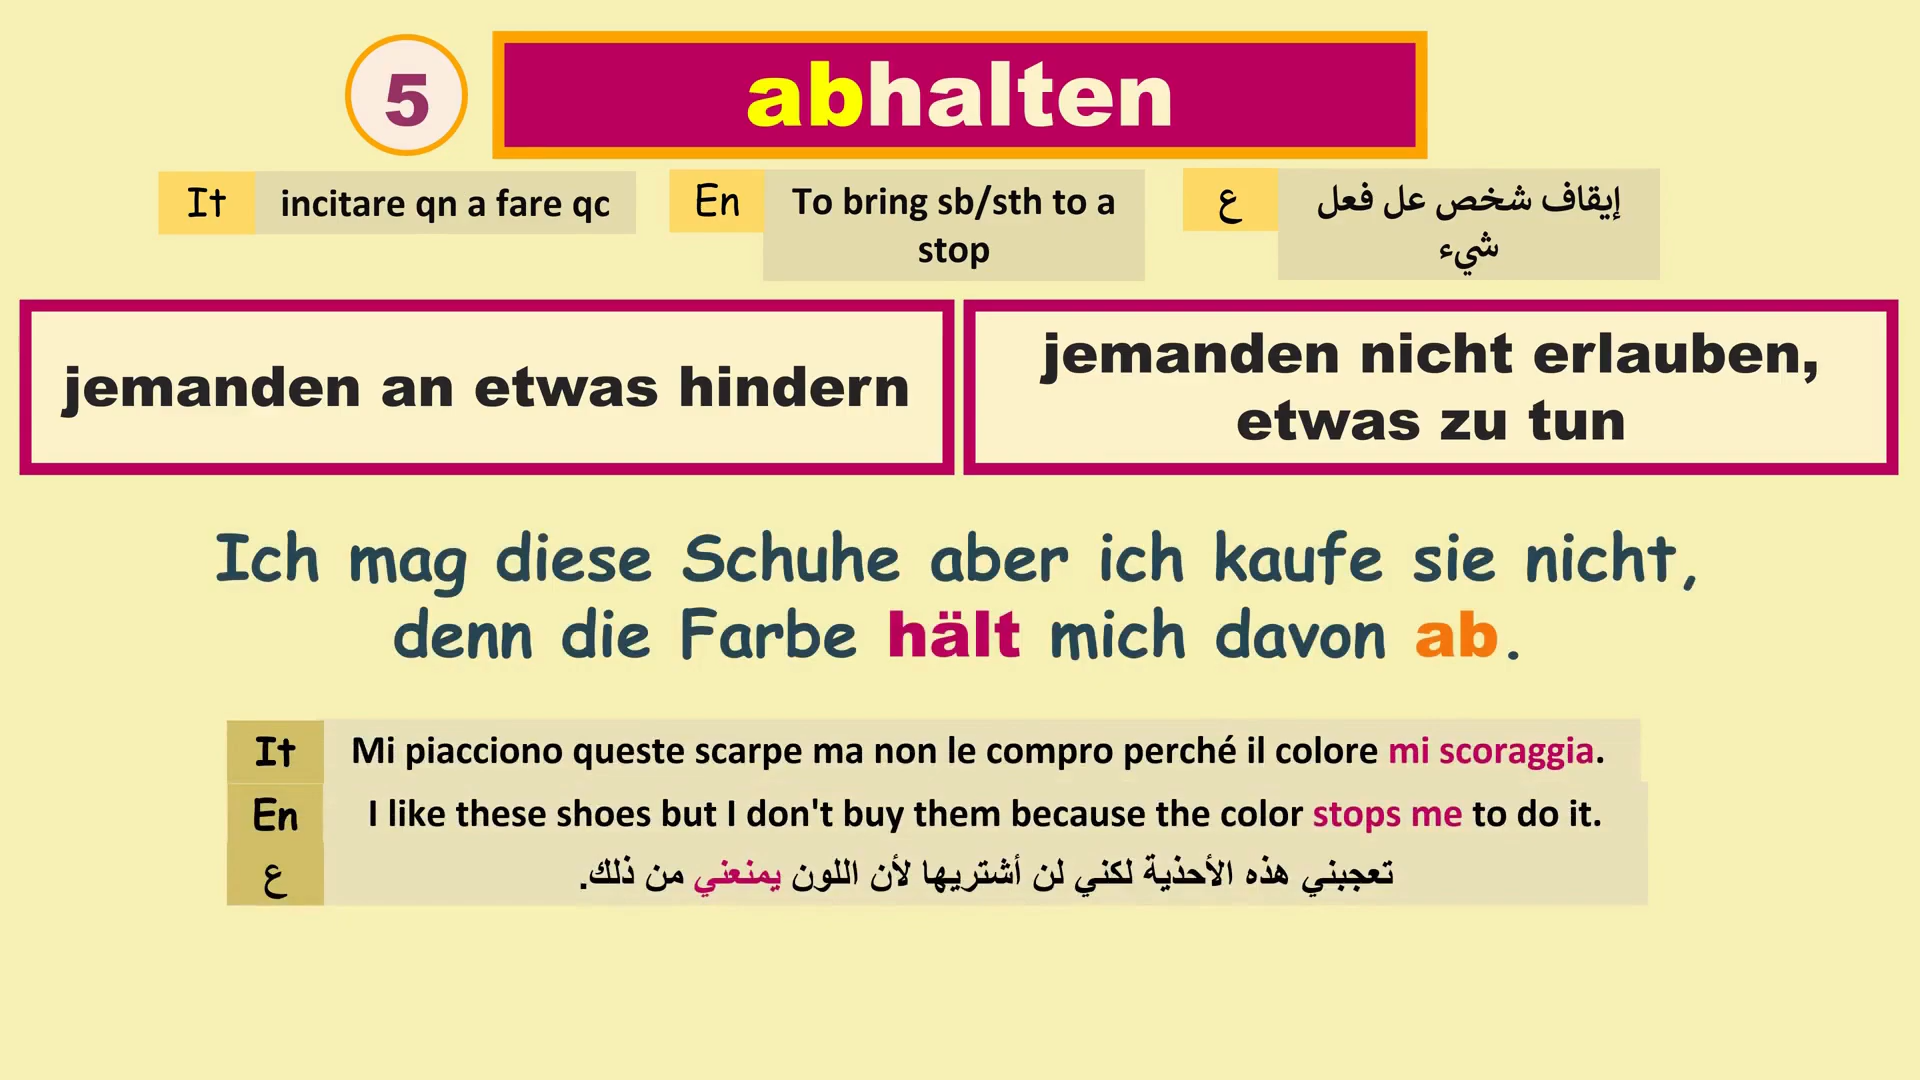 5
abhalten
It
incitare qn a fare qc
En
To bring sb/sth to a
stop
ع
إيقاف شخص عل فعل
شيء
jemanden an etwas hindern
jemanden nicht erlauben,
etwas zu tun
Ich mag diese Schuhe aber ich kaufe sie nicht,
denn die Farbe hält mich davon ab.
It
Mi piacciono queste scarpe ma non le compro perché il colore mi scoraggia.
En
I like these shoes but I don't buy them because the color stops me to do it.
ع
تعجبني هذه الأحذية لكني لن أشتريها لأن اللون يمنعني من ذلك.